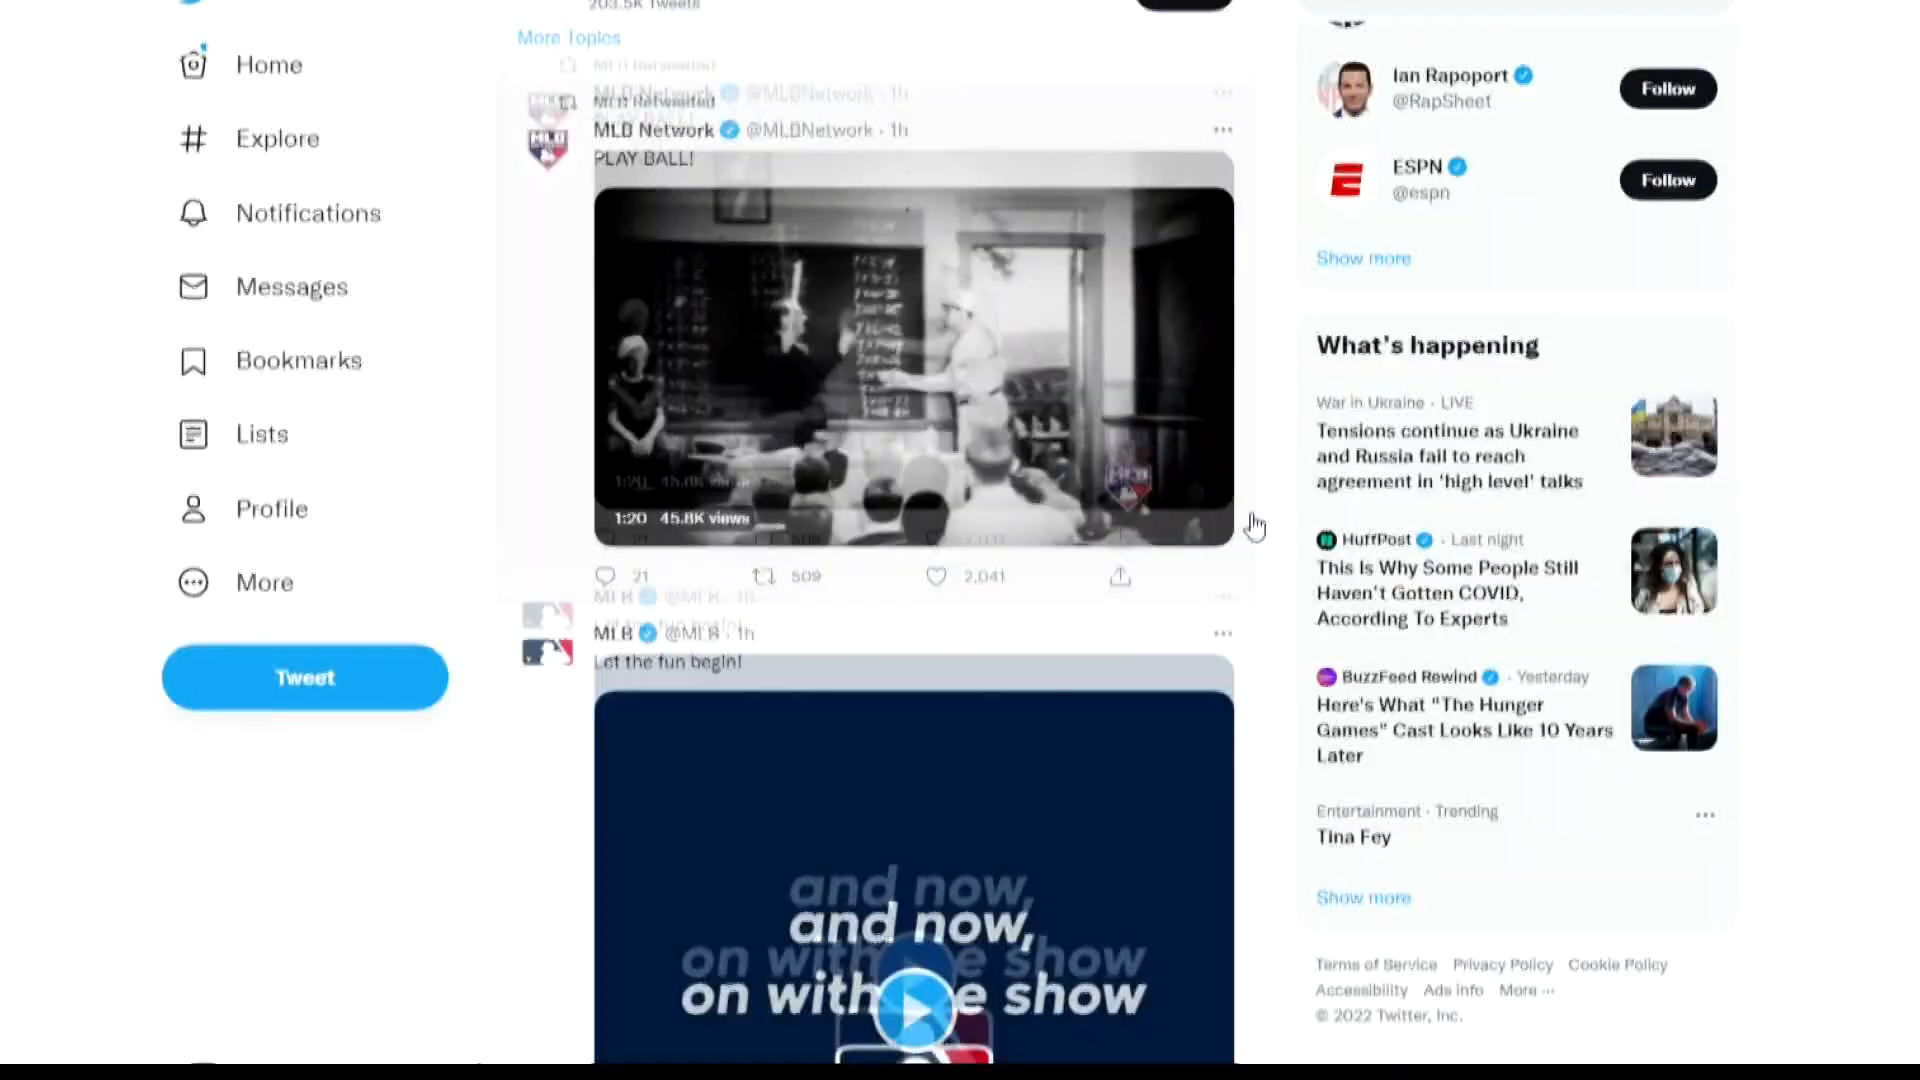 203.5K Tweets
More Topics
MLB Retweeted
MLB Network @MLBNetwork · 1h
PLAY BALL!
1:20 45.8K views
21 509 2,041
MLB @MLB · 1h
Let the fun begin!
and now,
on with the show
Home
Explore
Notifications
Messages
Bookmarks
Lists
Profile
More
Tweet
Ian Rapoport
@RapSheet
Follow
ESPN
@espn
Follow
Show more
What's happening
War in Ukraine · LIVE
Tensions continue as Ukraine
and Russia fail to reach
agreement in 'high level' talks
HuffPost · Last night
This Is Why Some People Still
Haven't Gotten COVID,
According To Experts
BuzzFeed Rewind · Yesterday
Here's What "The Hunger
Games" Cast Looks Like 10 Years
Later
Entertainment · Trending
Tina Fey
Show more
Terms of Service Privacy Policy Cookie Policy
Accessibility Ads info More ···
© 2022 Twitter, Inc.